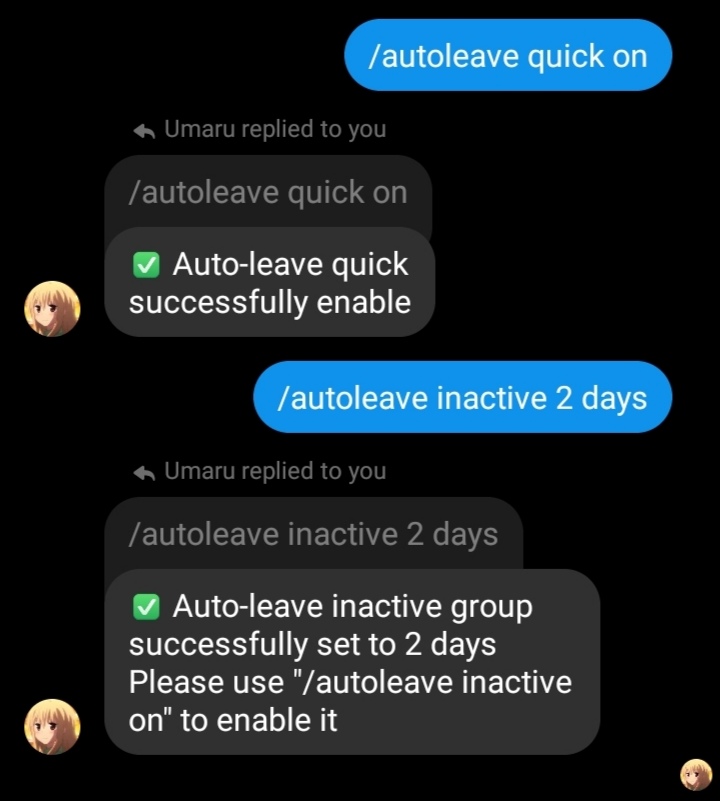 /autoleave quick on
Umaru replied to you
/autoleave quick on
✅ Auto-leave quick
successfully enable
/autoleave inactive 2 days
Umaru replied to you
/autoleave inactive 2 days
✅ Auto-leave inactive group
successfully set to 2 days
Please use "/autoleave inactive
on" to enable it